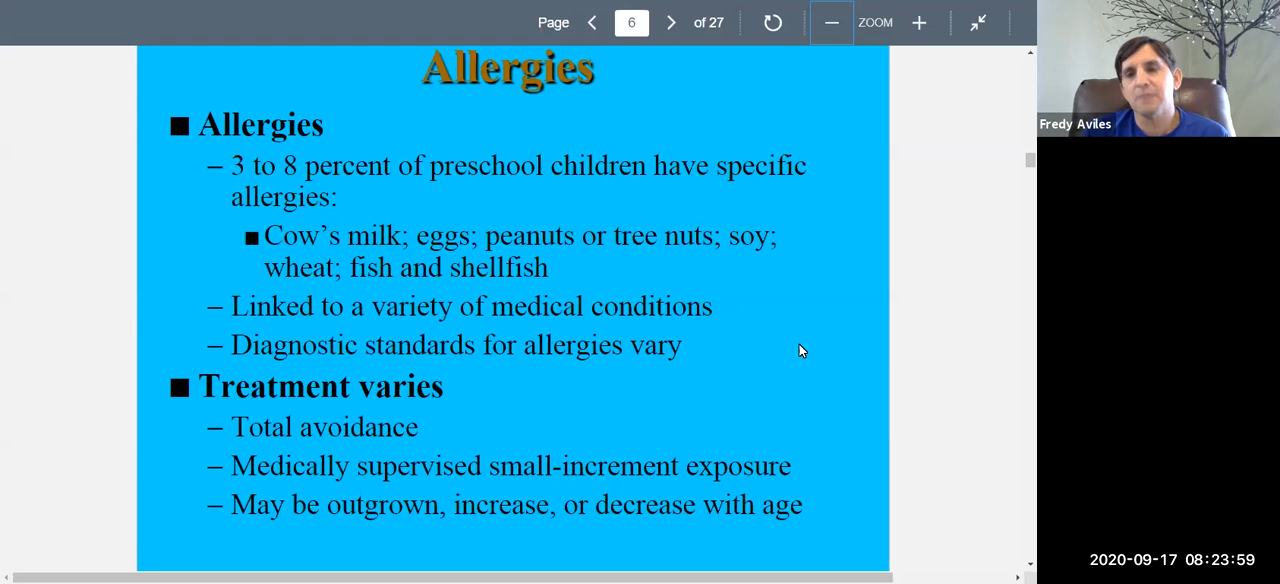 Page 6 of 27 ZOOM
Allergies
■ Allergies
– 3 to 8 percent of preschool children have specific
allergies:
■ Cow's milk; eggs; peanuts or tree nuts; soy;
wheat; fish and shellfish
– Linked to a variety of medical conditions
– Diagnostic standards for allergies vary
■ Treatment varies
– Total avoidance
– Medically supervised small-increment exposure
– May be outgrown, increase, or decrease with age
Fredy Aviles
2020-09-17 08:23:59